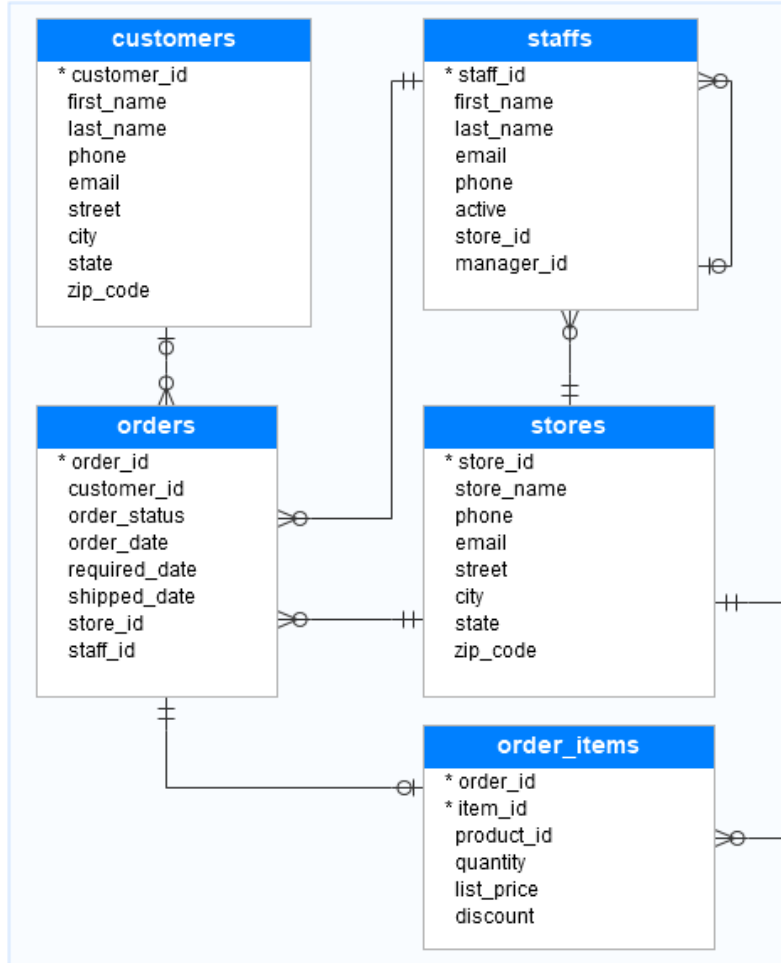 customers
* customer_id
first_name
last_name
phone
email
street
city
state
zip_code
staffs
* staff_id
first_name
last_name
email
phone
active
store_id
manager_id
orders
* order_id
customer_id
order_status
order_date
required_date
shipped_date
store_id
staff_id
stores
* store_id
store_name
phone
email
street
city
state
zip_code
order_items
* order_id
* item_id
product_id
quantity
list_price
discount